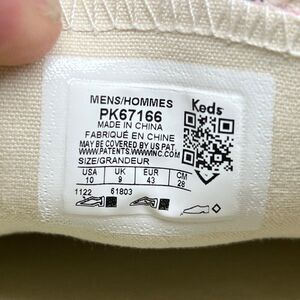 MENS/HOMMES
Keds
PK67166
MADE IN CHINA
FABRIQUÉ EN CHINE
MAY BE COVERED BY US PAT.
WWW.PATENTS.WWWINC.COM
SIZE/GRANDEUR
USA UK EUR CM
10 9 43 28
1122 61803